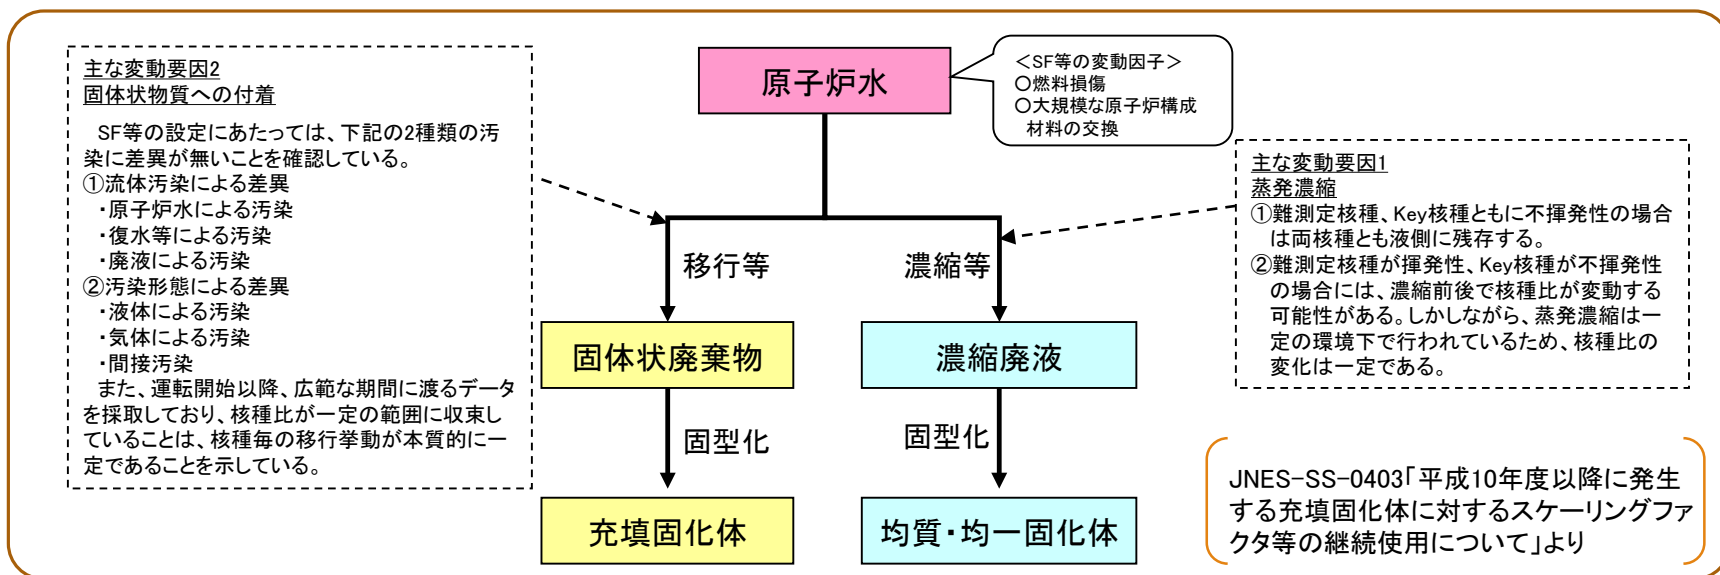 主な変動要因2
固体状物質への付着
SF等の設定にあたっては、下記の2種類の汚
染に差異が無いことを確認している。
①流体汚染による差異
・原子炉水による汚染
・復水等による汚染
・廃液による汚染
②汚染形態による差異
・液体による汚染
・気体による汚染
・間接汚染
また、運転開始以降、広範な期間に渡るデータ
を採取しており、核種比が一定の範囲に収束し
ていることは、核種毎の移行挙動が本質的に一
定であることを示している。
原子炉水
＜SF等の変動因子＞
○燃料損傷
○大規模な原子炉構成
材料の交換
主な変動要因1
蒸発濃縮
①難測定核種、Key核種ともに不揮発性の場合
は両核種とも液側に残存する。
②難測定核種が揮発性、Key核種が不揮発性
の場合には、濃縮前後で核種比が変動する
可能性がある。しかしながら、蒸発濃縮は一
定の環境下で行われているため、核種比の
変化は一定である。
移行等
濃縮等
固体状廃棄物
濃縮廃液
固型化
固型化
充填固化体
均質・均一固化体
JNES-SS-0403「平成10年度以降に発生
する充填固化体に対するスケーリングファ
クタ等の継続使用について」より